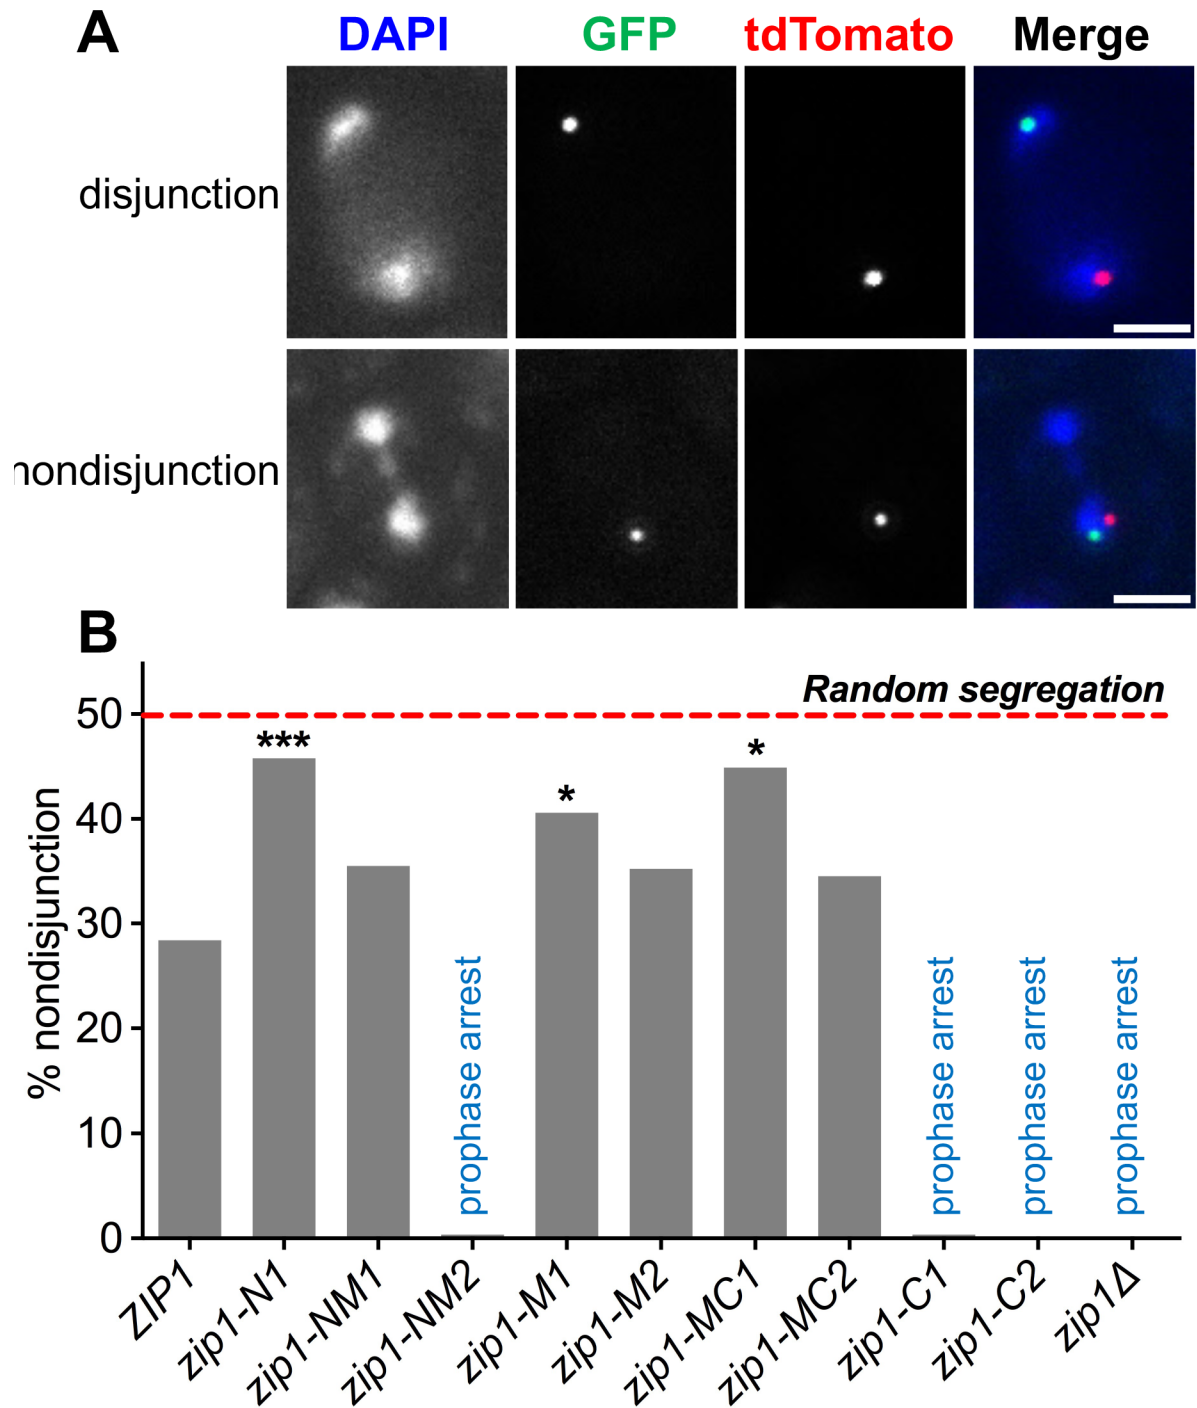 A
DAPI GFP tdTomato Merge
disjunction
nondisjunction
B
Random segregation
% nondisjunction
50
40
30
20
10
0
***
*
*
prophase arrest
prophase arrest
prophase arrest
prophase arrest
ZIP1
zip1-N1
zip1-NM1
zip1-NM2
zip1-M1
zip1-M2
zip1-MC1
zip1-MC2
zip1-C1
zip1-C2
zip1Δ